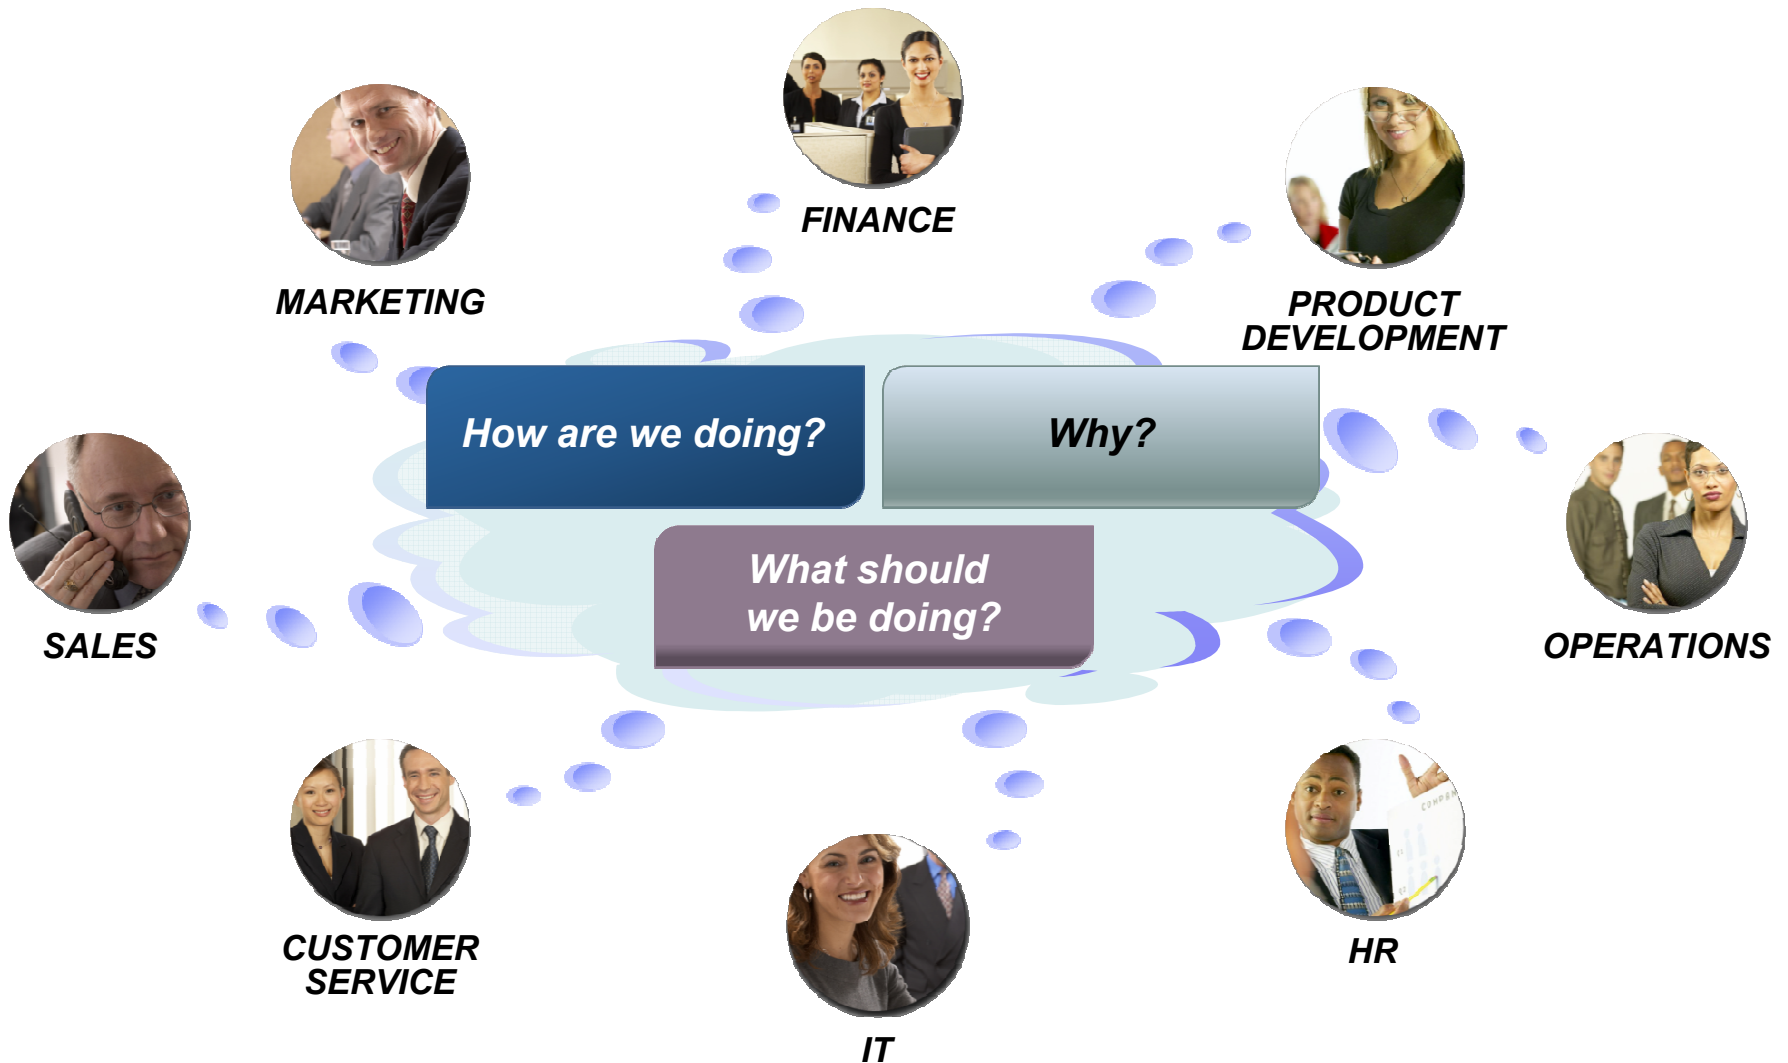 FINANCE
MARKETING
PRODUCT
DEVELOPMENT
How are we doing?
Why?
What should
we be doing?
SALES
OPERATIONS
CUSTOMER
SERVICE
HR
IT